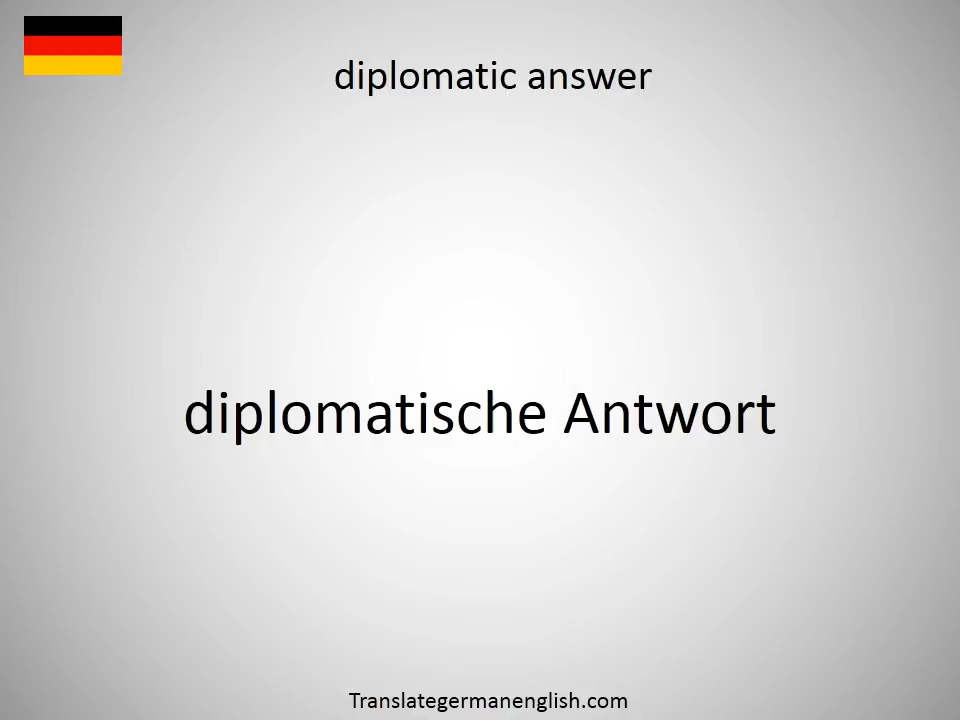 diplomatic answer
diplomatische Antwort
Translategermanenglish.com